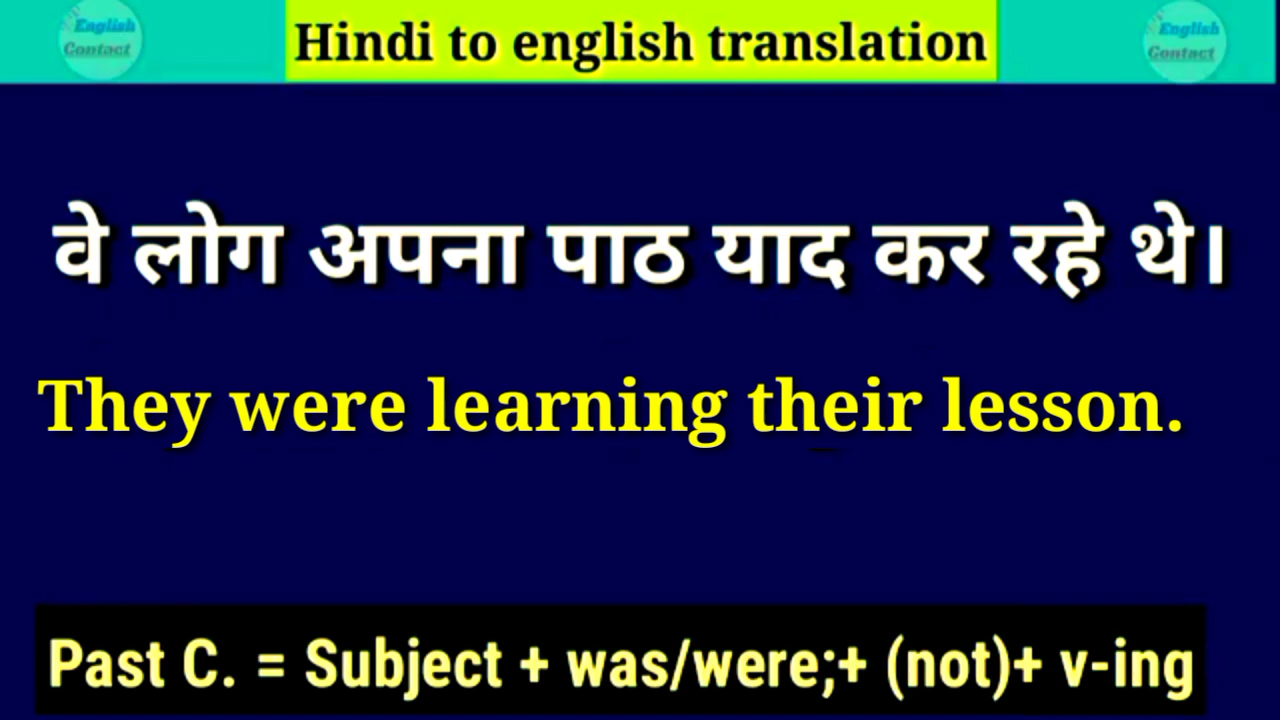 English
Contact
Hindi to english translation
English
Contact
वे लोग अपना पाठ याद कर रहे थे।
They were learning their lesson.
Past C. = Subject + was/were;+ (not)+ v-ing